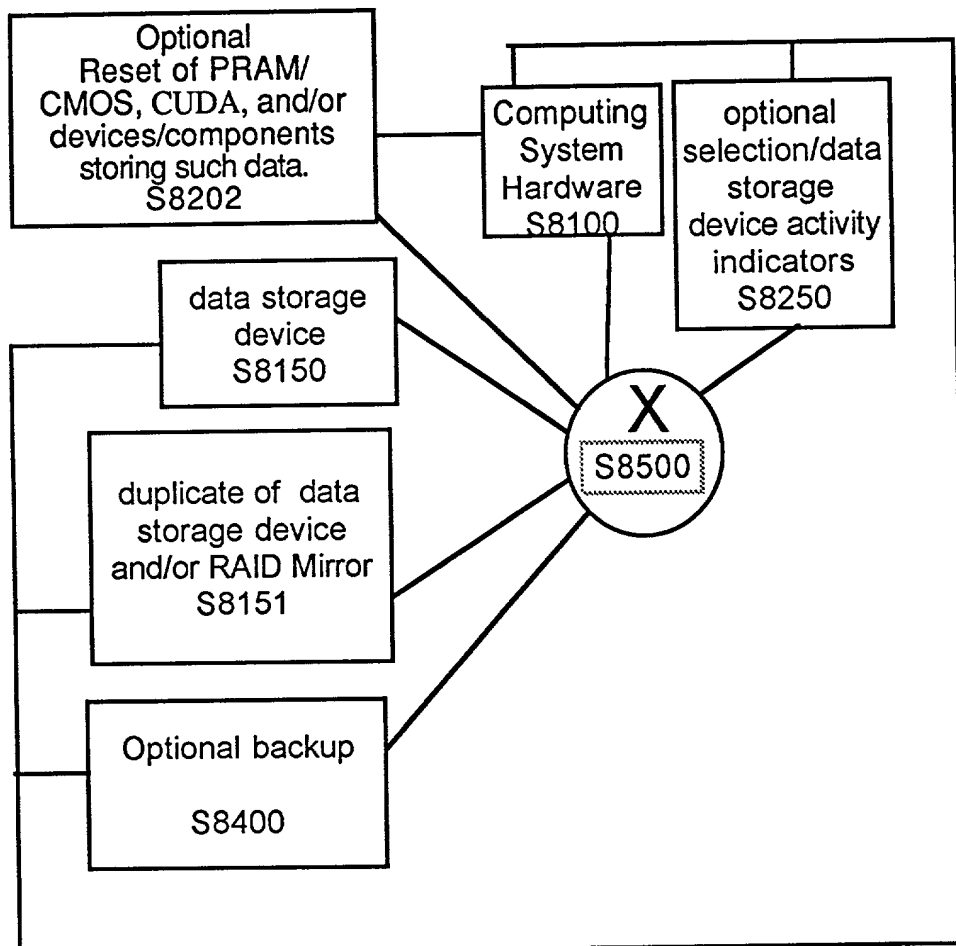 Optional
Reset of PRAM/
CMOS, CUDA, and/or
devices/components
storing such data.
S8202
Computing
System
Hardware
S8100
optional
selection/data
storage
device activity
indicators
S8250
data storage
device
S8150
X
S8500
duplicate of data
storage device
and/or RAID Mirror
S8151
Optional backup
S8400